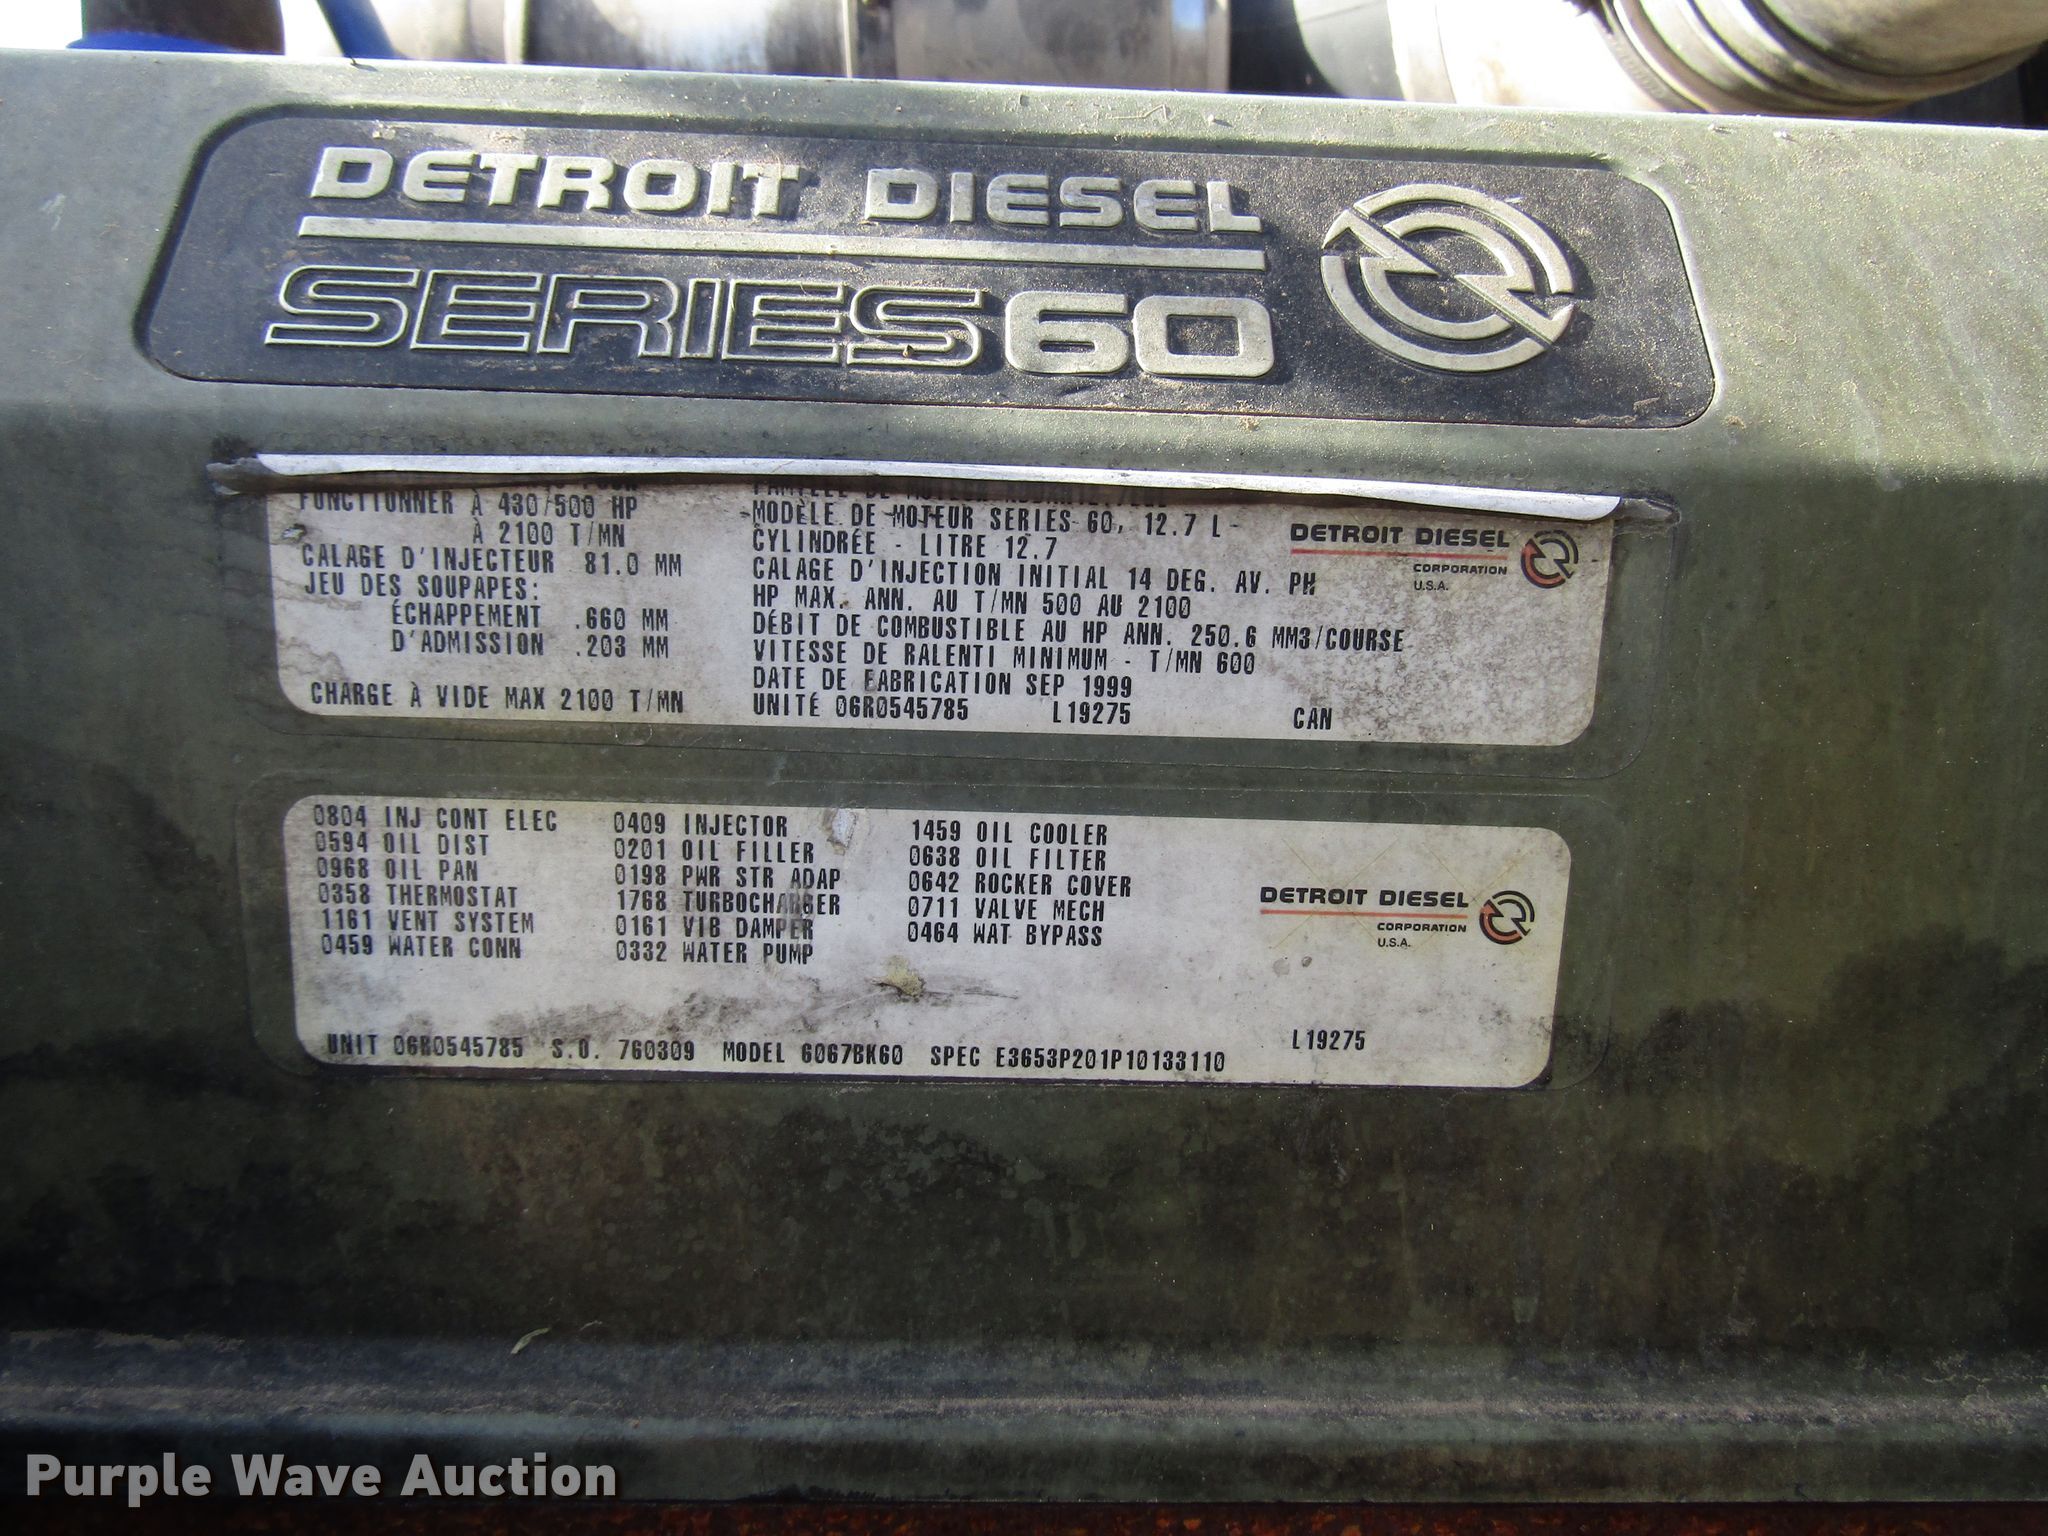 DETROIT DIESEL
SERIES 60
FONCTIONNER À 430/500 HP
À 2100 T/MN
CALAGE D'INJECTEUR 81.0 MM
JEU DES SOUPAPES:
ÉCHAPPEMENT .660 MM
D'ADMISSION .203 MM
CHARGE À VIDE MAX 2100 T/MN
MODÈLE DE MOTEUR SERIES 60, 12.7 L
CYLINDRÉE - LITRE 12.7
CALAGE D'INJECTION INITIAL 14 DEG. AV. PH
HP MAX. ANN. AU T/MN 500 AU 2100
DÉBIT DE COMBUSTIBLE AU HP ANN. 250.6 MM3/COURSE
VITESSE DE RALENTI MINIMUM - T/MN 600
DATE DE FABRICATION SEP 1999
UNITÉ 06R0545785 L19275 CAN
DETROIT DIESEL
CORPORATION
U.S.A.
0804 INJ CONT ELEC 0409 INJECTOR 1459 OIL COOLER
0594 OIL DIST 0201 OIL FILLER 0638 OIL FILTER
0968 OIL PAN 0198 PWR STR ADAP 0642 ROCKER COVER
0358 THERMOSTAT 1768 TURBOCHARGER 0711 VALVE MECH
1161 VENT SYSTEM 0161 VIB DAMPER 0464 WAT BYPASS
0459 WATER CONN 0332 WATER PUMP
DETROIT DIESEL
CORPORATION
U.S.A.
UNIT 06R0545785 S.O. 760309 MODEL 6067BK60 SPEC E3653P201P10133110 L19275
Purple Wave Auction